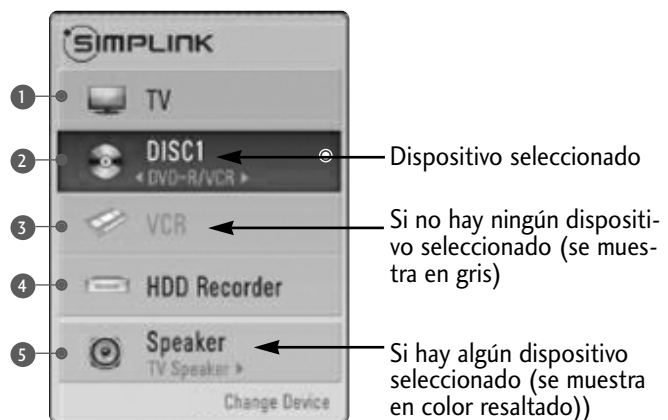 SIMPLINK
1 TV
2 DISC1
◄ DVD-R/VCR ►
Dispositivo seleccionado
3 VCR
Si no hay ningún dispositi-
vo seleccionado (se mues-
tra en gris)
4 HDD Recorder
5 Speaker
TV Speaker ►
Si hay algún dispositivo
seleccionado (se muestra
en color resaltado))
Change Device